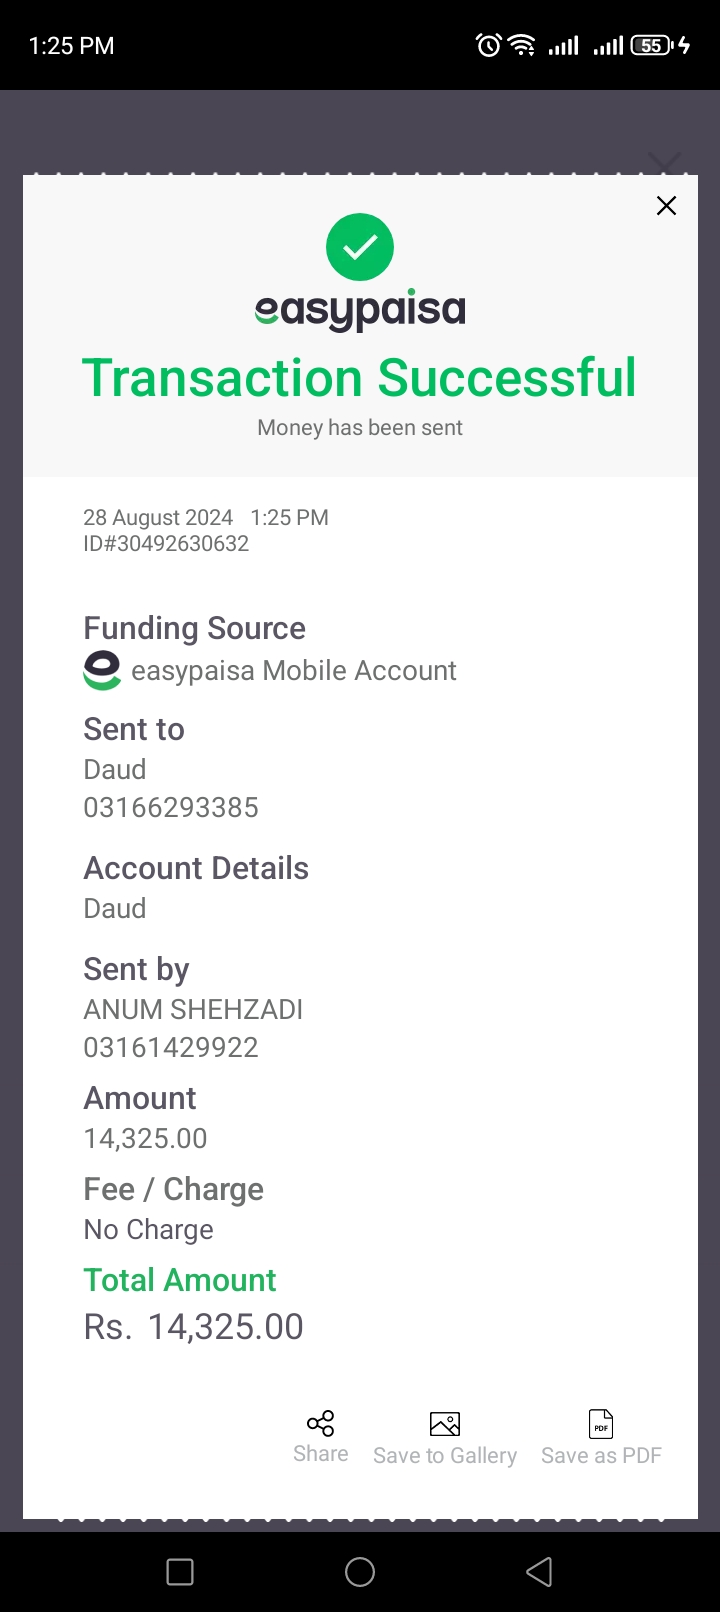 1:25 PM
55
easypaisa
Transaction Successful
Money has been sent
28 August 2024 1:25 PM
ID#30492630632
Funding Source
easypaisa Mobile Account
Sent to
Daud
03166293385
Account Details
Daud
Sent by
ANUM SHEHZADI
03161429922
Amount
14,325.00
Fee / Charge
No Charge
Total Amount
Rs. 14,325.00
PDF
Share Save to Gallery Save as PDF